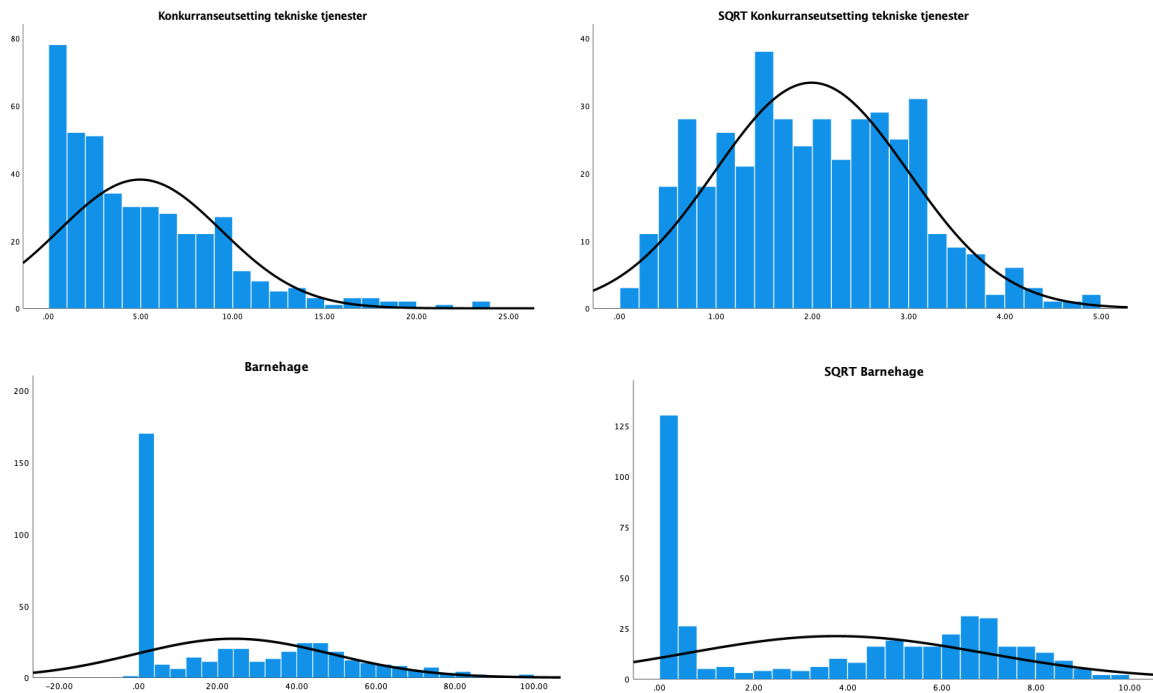 Konkurranseutsetting tekniske tjenester
80
60
40
20
0
.00 5.00 10.00 15.00 20.00 25.00
SQRT Konkurranseutsetting tekniske tjenester
40
30
20
10
0
.00 1.00 2.00 3.00 4.00 5.00
Barnehage
200
150
100
50
0
-20.00 .00 20.00 40.00 60.00 80.00 100.00
SQRT Barnehage
125
100
75
50
25
0
.00 2.00 4.00 6.00 8.00 10.00